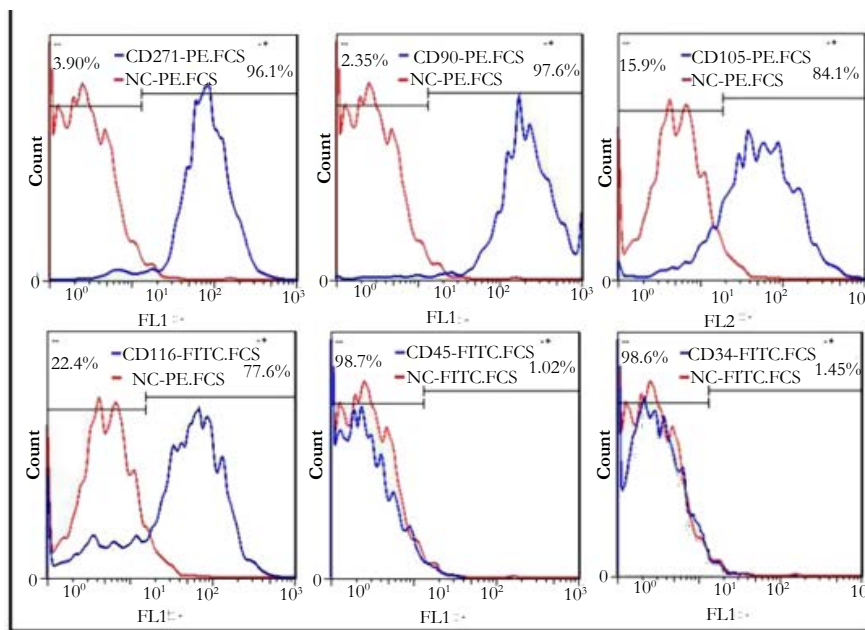 CD271-PE.FCS
3.90%
NC-PE.FCS
96.1%
Count
0
10⁰
10¹
10²
10³
FL1
CD90-PE.FCS
2.35%
NC-PE.FCS
97.6%
Count
0
10⁰
10¹
10²
10³
FL1
CD105-PE.FCS
15.9%
NC-PE.FCS
84.1%
Count
0
10⁰
10¹
10²
10
FL2
CD116-FITC.FCS
22.4%
77.6%
NC-PE.FCS
Count
0
10⁰
10¹
10²
10³
FL1
CD45-FITC.FCS
98.7%
1.02%
NC-FITC.FCS
Count
0
10⁰
10¹
10²
10³
FL1
CD34-FITC.FCS
98.6%
1.45%
NC-FITC.FCS
Count
0
10⁰
10¹
10²
10
FL1